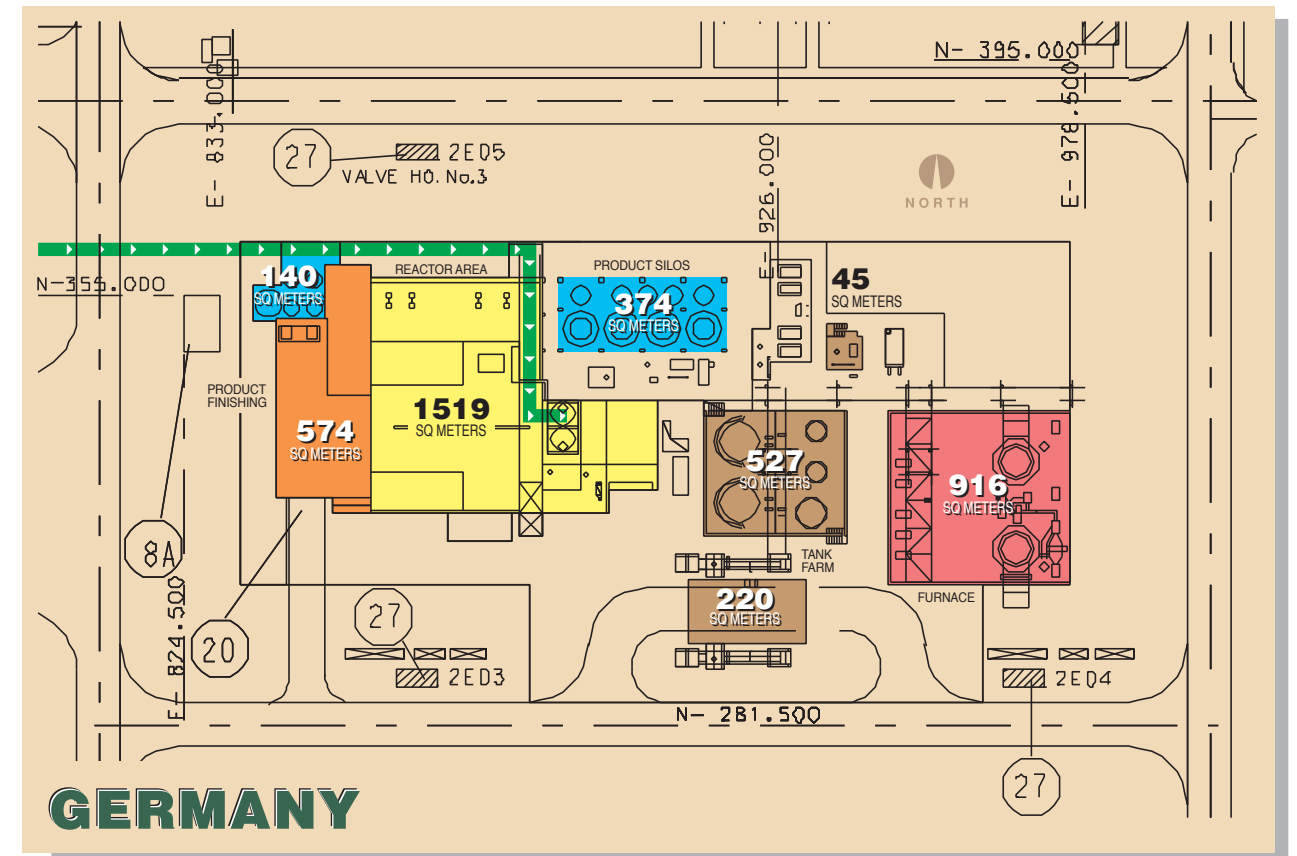 N- 395.000
E- 833.000
E- 978.500
27
2ED5
VALVE HO. No.3
E- 926.000
NORTH
N-355.000
140
SQ METERS
REACTOR AREA
PRODUCT SILOS
374
SQ METERS
45
SQ METERS
PRODUCT
FINISHING
1519
SQ METERS
574
SQ METERS
527
SQ METERS
916
SQ METERS
8A
TANK
FARM
220
SQ METERS
FURNACE
27
20
E- 824.500
2ED3
2ED4
N- 281.500
27
GERMANY